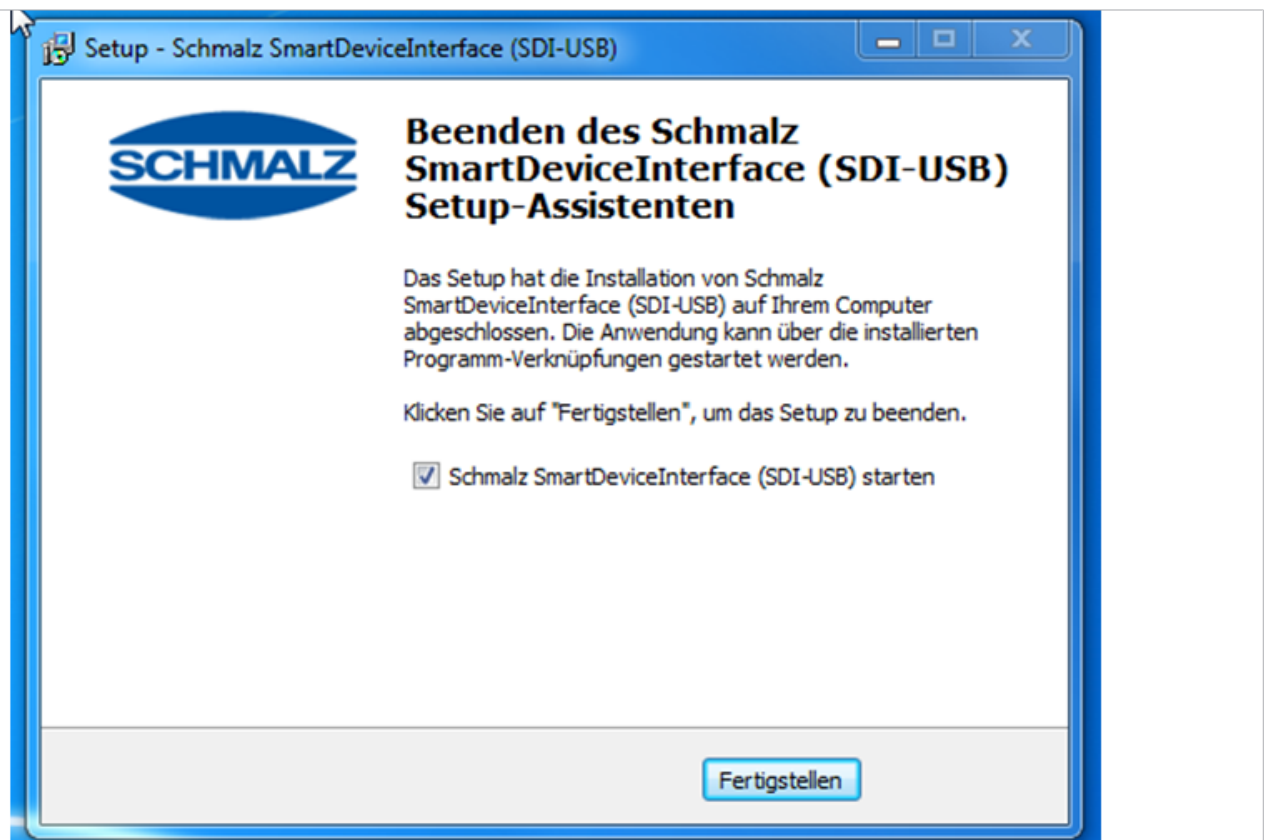 Setup - Schmalz SmartDeviceInterface (SDI-USB)
SCHMALZ
Beenden des Schmalz
SmartDeviceInterface (SDI-USB)
Setup-Assistenten
Das Setup hat die Installation von Schmalz
SmartDeviceInterface (SDI-USB) auf Ihrem Computer
abgeschlossen. Die Anwendung kann über die installierten
Programm-Verknüpfungen gestartet werden.
Klicken Sie auf "Fertigstellen", um das Setup zu beenden.
Schmalz SmartDeviceInterface (SDI-USB) starten
Fertigstellen